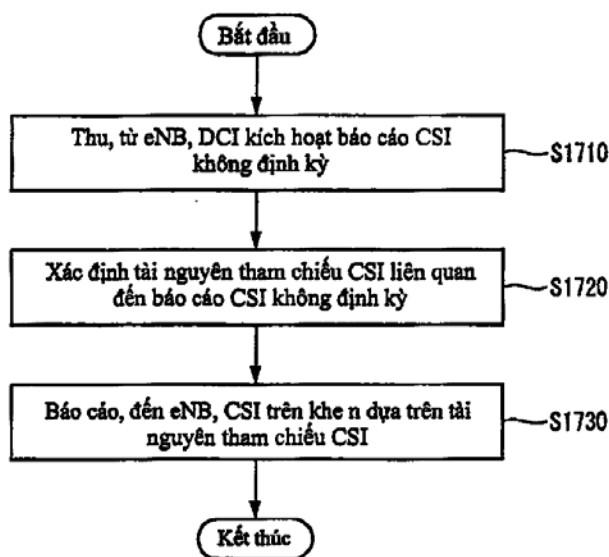 Bắt đầu
Thu, từ eNB, DCI kích hoạt báo cáo CSI
không định kỳ
S1710
Xác định tài nguyên tham chiếu CSI liên quan
đến báo cáo CSI không định kỳ
S1720
Báo cáo, đến eNB, CSI trên khe n dựa trên tài
nguyên tham chiếu CSI
S1730
Kết thúc